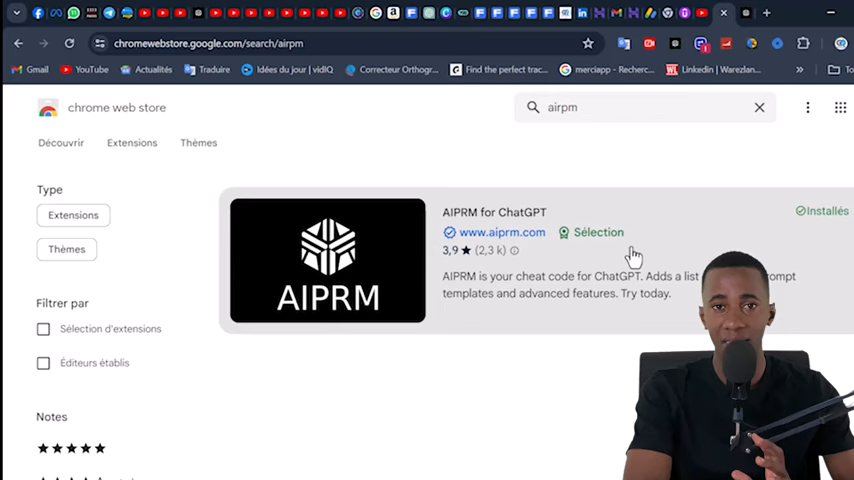 chromewebstore.google.com/search/airpm
Gmail
YouTube
Actualités
Traduire
Idées du jour | vidIQ
Correcteur Orthogr...
Find the perfect trac...
merciapp - Recherc...
Linkedin | Warezlan...
»
To
chrome web store
airpm
Découvrir
Extensions
Thèmes
Type
Extensions
Thèmes
Filtrer par
Sélection d'extensions
Éditeurs établis
Notes
AIPRM
AIPRM for ChatGPT
Installés
www.aiprm.com
Sélection
3,9 ★ (2,3 k)
AIPRM is your cheat code for ChatGPT. Adds a list rompt
templates and advanced features. Try today.